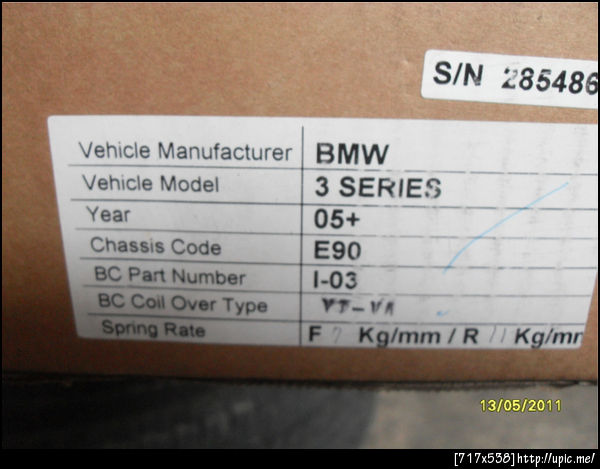 S/N 285486
Vehicle Manufacturer BMW
Vehicle Model 3 SERIES
Year 05+
Chassis Code E90
BC Part Number I-03
BC Coil Over Type
Spring Rate F Kg/mm / R Kg/mm
13/05/2011
[717x538]http://upic.me/